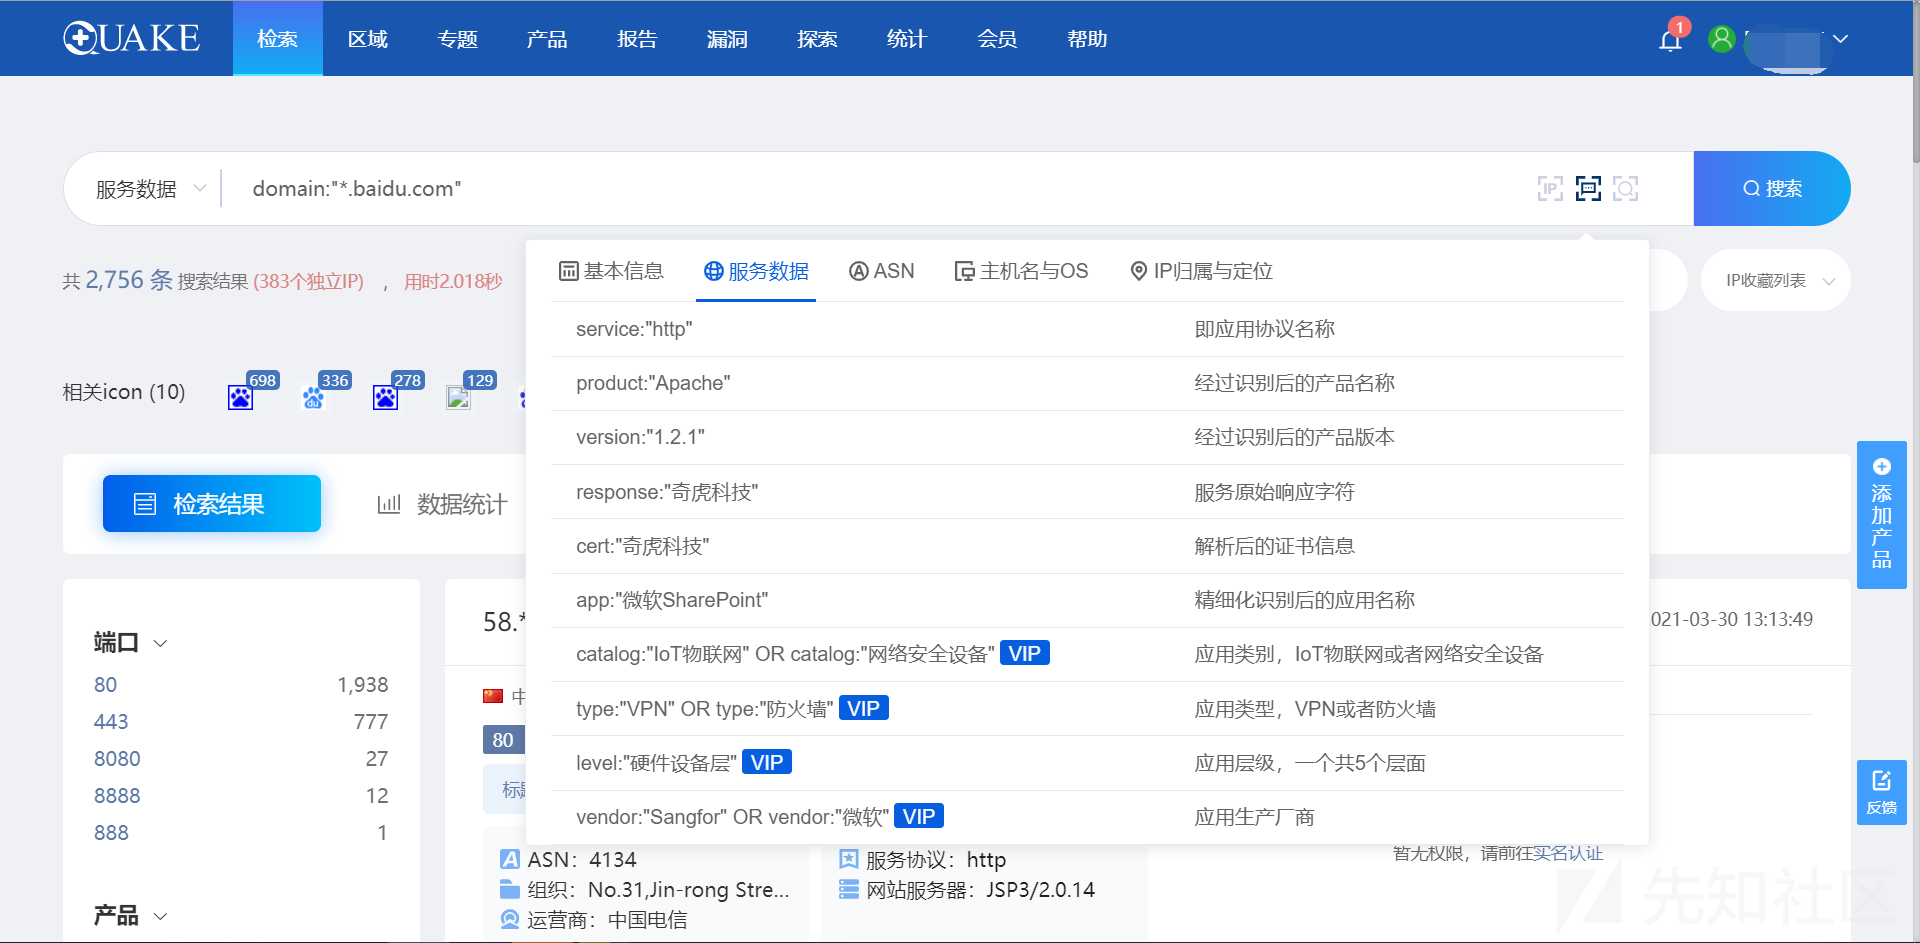 QUAKE 检索 区域 专题 产品 报告 漏洞 探索 统计 会员 帮助 1
服务数据 domain:"*.baidu.com" IP 搜索
共 2,756 条 搜索结果 (383个独立IP) ， 用时2.018秒
IP收藏列表
基本信息 服务数据 ASN 主机名与OS IP归属与定位
service:"http" 即应用协议名称
product:"Apache" 经过识别后的产品名称
version:"1.2.1" 经过识别后的产品版本
response:"奇虎科技" 服务原始响应字符
cert:"奇虎科技" 解析后的证书信息
app:"微软SharePoint" 精细化识别后的应用名称
catalog:"IoT物联网" OR catalog:"网络安全设备" VIP 应用类别，IoT物联网或者网络安全设备
type:"VPN" OR type:"防火墙" VIP 应用类型，VPN或者防火墙
level:"硬件设备层" VIP 应用层级，一个共5个层面
vendor:"Sangfor" OR vendor:"微软" VIP 应用生产厂商
相关icon (10) 698 336 278 129
du
检索结果 数据统计
端口
80 1,938
443 777
8080 27
8888 12
888 1
产品
58.*
021-03-30 13:13:49
中
80
标题
ASN： 4134
组织： No.31,Jin-rong Stre...
运营商： 中国电信
服务协议： http
网站服务器： JSP3/2.0.14
暂无权限，请前往实名认证
添加产品
反馈
先知社区